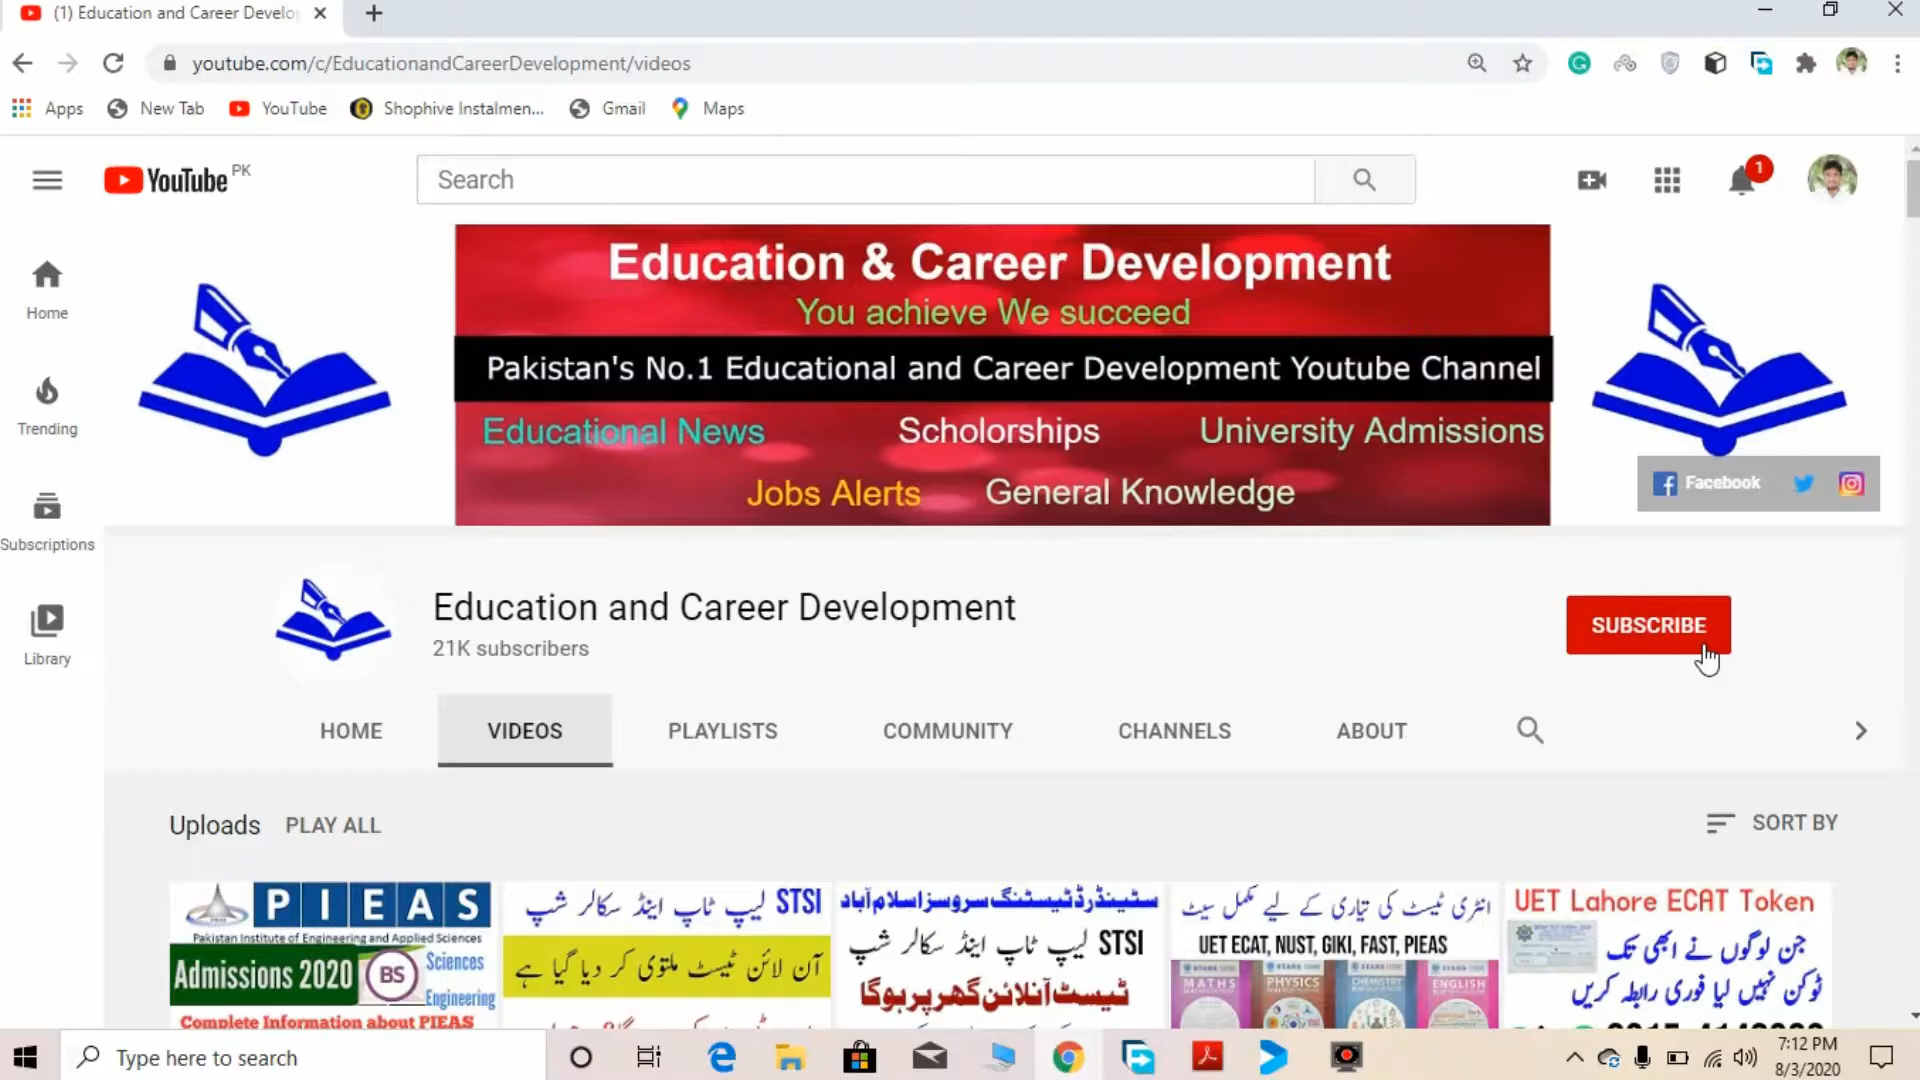 (1) Education and Career Develo
youtube.com/c/EducationandCareerDevelopment/videos
Apps
New Tab
YouTube
Shophive Instalmen...
Gmail
Maps
YouTube PK
Search
1
Home
Trending
Subscriptions
Library
Education & Career Development
You achieve We succeed
Pakistan's No.1 Educational and Career Development Youtube Channel
Educational News
Scholorships
University Admissions
Jobs Alerts
General Knowledge
Facebook
Education and Career Development
21K subscribers
SUBSCRIBE
HOME
VIDEOS
PLAYLISTS
COMMUNITY
CHANNELS
ABOUT
Uploads
PLAY ALL
SORT BY
PIEAS
Pakistan Institute of Engineering and Applied Sciences
Admissions 2020
BS
Sciences
Engineering
Complete Information about PIEAS
STSI لیپ ٹاپ اینڈ سکالر شپ
آن لائن ٹیسٹ ملتوی کر دیا گیا ہے
سٹینڈرڈ ٹیسٹنگ سروسز اسلام آباد
STSI لیپ ٹاپ اینڈ سکالر شپ
ٹیسٹ آنلائن گھر پر ہوگا
انٹری ٹیسٹ کی تیاری کے لیے مکمل سیٹ
UET ECAT, NUST, GIKI, FAST, PIEAS
MATHS
PHYSICS
CHEMISTRY
ENGLISH
UET Lahore ECAT Token
جن لوگوں نے ابھی تک
ٹوکن نہیں لیا فوری رابطہ کریں
Type here to search
7:12 PM
8/3/2020